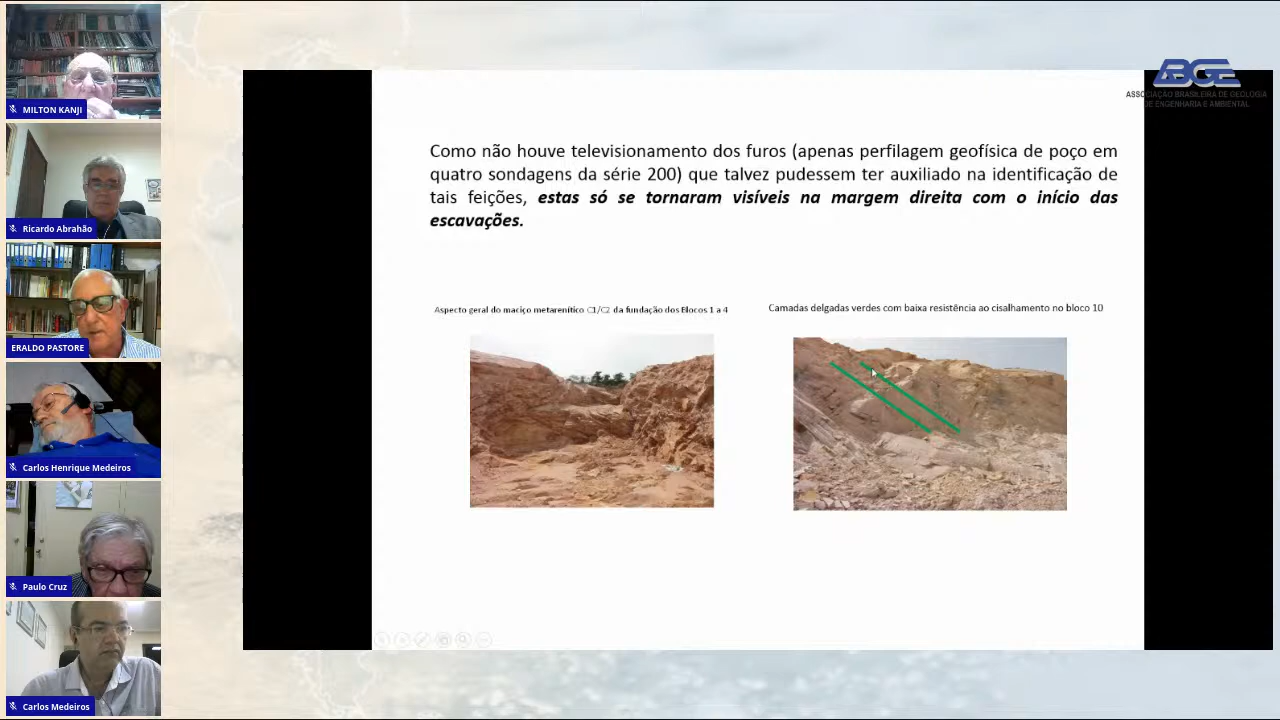 MILTON KANJI
Ricardo Abrahão
ERALDO PASTORE
Carlos Henrique Medeiros
Paulo Cruz
Carlos Medeiros
ABGE
ASSOCIAÇÃO BRASILEIRA DE GEOLOGIA
DE ENGENHARIA E AMBIENTAL
Como não houve televisionamento dos furos (apenas perfilagem geofísica de poço em
quatro sondagens da série 200) que talvez pudessem ter auxiliado na identificação de
tais feições, estas só se tornaram visíveis na margem direita com o início das
escavações.
Aspecto geral do maciço metarenítico C1/C2 da fundação dos Blocos 1 a 4
Camadas delgadas verdes com baixa resistência ao cisalhamento no bloco 10